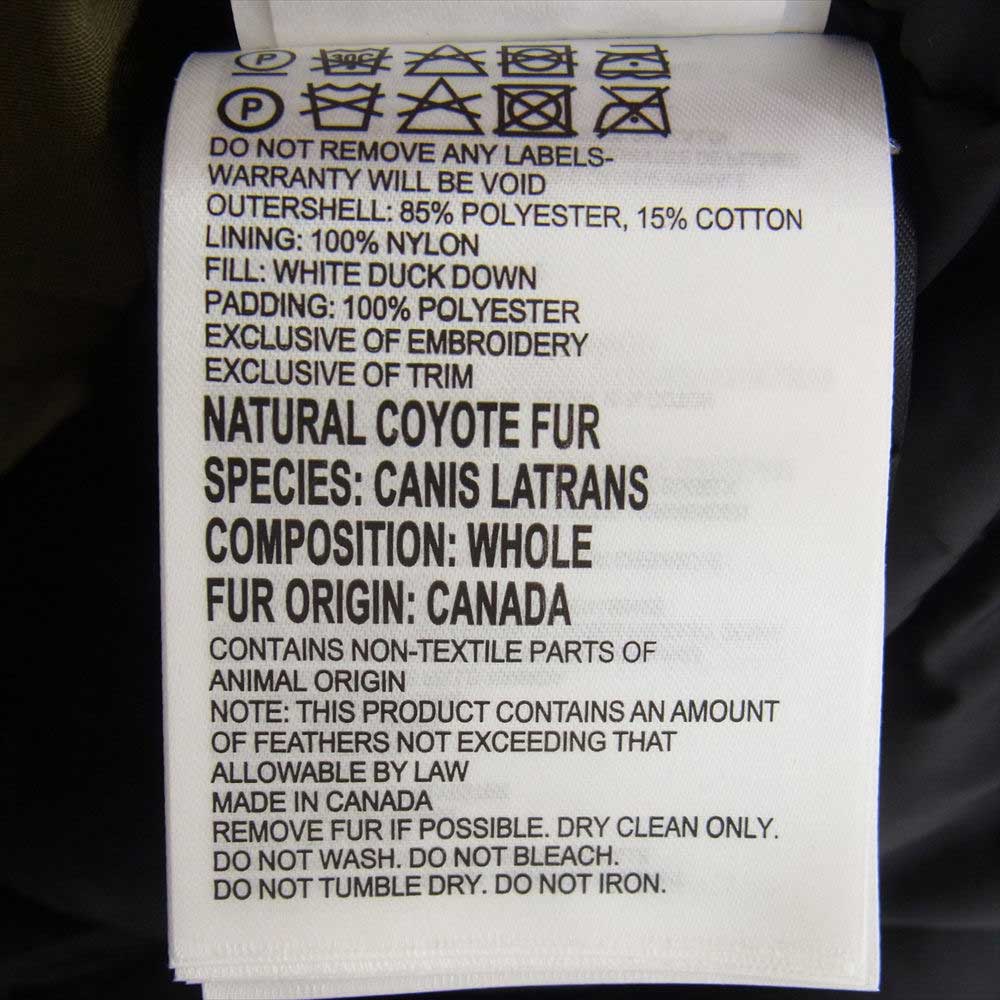 P 30C
P
DO NOT REMOVE ANY LABELS-
WARRANTY WILL BE VOID
OUTERSHELL: 85% POLYESTER, 15% COTTON
LINING: 100% NYLON
FILL: WHITE DUCK DOWN
PADDING: 100% POLYESTER
EXCLUSIVE OF EMBROIDERY
EXCLUSIVE OF TRIM
NATURAL COYOTE FUR
SPECIES: CANIS LATRANS
COMPOSITION: WHOLE
FUR ORIGIN: CANADA
CONTAINS NON-TEXTILE PARTS OF
ANIMAL ORIGIN
NOTE: THIS PRODUCT CONTAINS AN AMOUNT
OF FEATHERS NOT EXCEEDING THAT
ALLOWABLE BY LAW
MADE IN CANADA
REMOVE FUR IF POSSIBLE. DRY CLEAN ONLY.
DO NOT WASH. DO NOT BLEACH.
DO NOT TUMBLE DRY. DO NOT IRON.